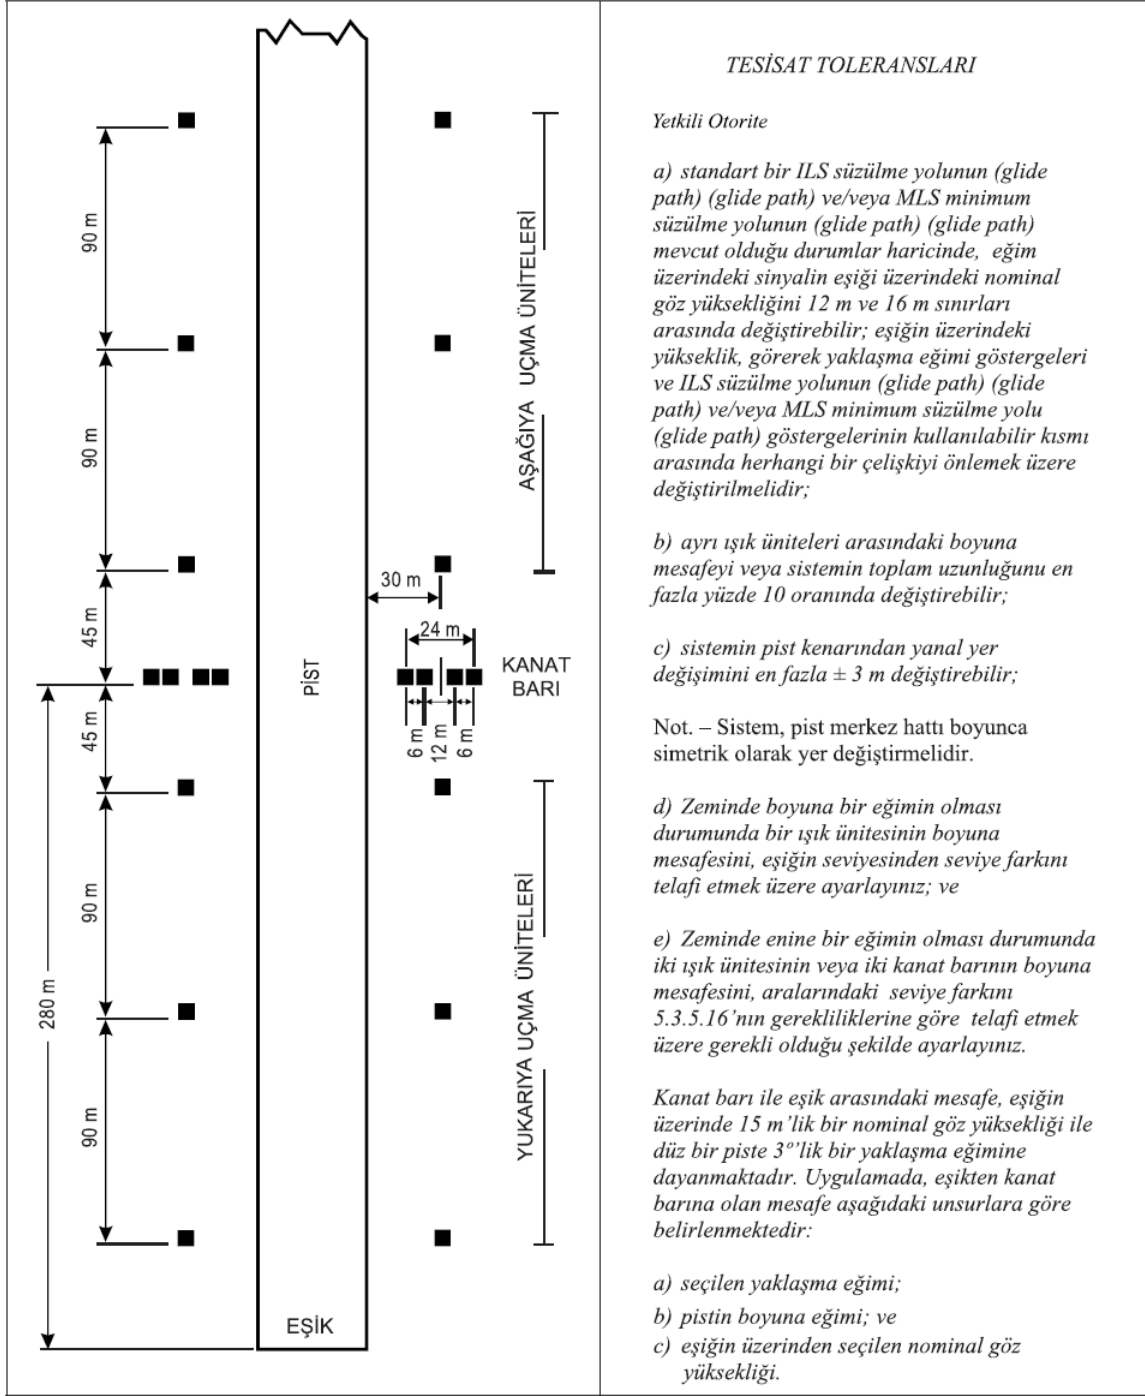 90 m
90 m
45 m
45 m
90 m
90 m
280 m
PİST
EŞİK
30 m
24 m
6 m
12 m
6 m
KANAT
BARI
AŞAĞIYA UÇMA ÜNİTELERİ
YUKARIYA UÇMA ÜNİTELERİ
TESİSAT TOLERANSLARI
Yetkili Otorite
a) standart bir ILS süzülme yolunun (glide
path) (glide path) ve/veya MLS minimum
süzülme yolunun (glide path) (glide path)
mevcut olduğu durumlar haricinde, eğim
üzerindeki sinyalin eşiği üzerindeki nominal
göz yüksekliğini 12 m ve 16 m sınırları
arasında değiştirebilir; eşiğin üzerindeki
yükseklik, görerek yaklaşma eğimi göstergeleri
ve ILS süzülme yolunun (glide path) (glide
path) ve/veya MLS minimum süzülme yolu
(glide path) göstergelerinin kullanılabilir kısmı
arasında herhangi bir çelişkiyi önlemek üzere
değiştirilmelidir;
b) ayrı ışık üniteleri arasındaki boyuna
mesafeyi veya sistemin toplam uzunluğunu en
fazla yüzde 10 oranında değiştirebilir;
c) sistemin pist kenarından yanal yer
değişimini en fazla ± 3 m değiştirebilir;
Not. – Sistem, pist merkez hattı boyunca
simetrik olarak yer değiştirmelidir.
d) Zeminde boyuna bir eğimin olması
durumunda bir ışık ünitesinin boyuna
mesafesini, eşiğin seviyesinden seviye farkını
telafi etmek üzere ayarlayınız; ve
e) Zeminde enine bir eğimin olması durumunda
iki ışık ünitesinin veya iki kanat barının boyuna
mesafesini, aralarındaki seviye farkını
5.3.5.16’nın gerekliliklerine göre telafi etmek
üzere gerekli olduğu şekilde ayarlayınız.
Kanat barı ile eşik arasındaki mesafe, eşiğin
üzerinde 15 m’lik bir nominal göz yüksekliği ile
düz bir piste 3º’lik bir yaklaşma eğimine
dayanmaktadır. Uygulamada, eşikten kanat
barına olan mesafe aşağıdaki unsurlara göre
belirlenmektedir:
a) seçilen yaklaşma eğimi;
b) pistin boyuna eğimi; ve
c) eşiğin üzerinden seçilen nominal göz
yüksekliği.